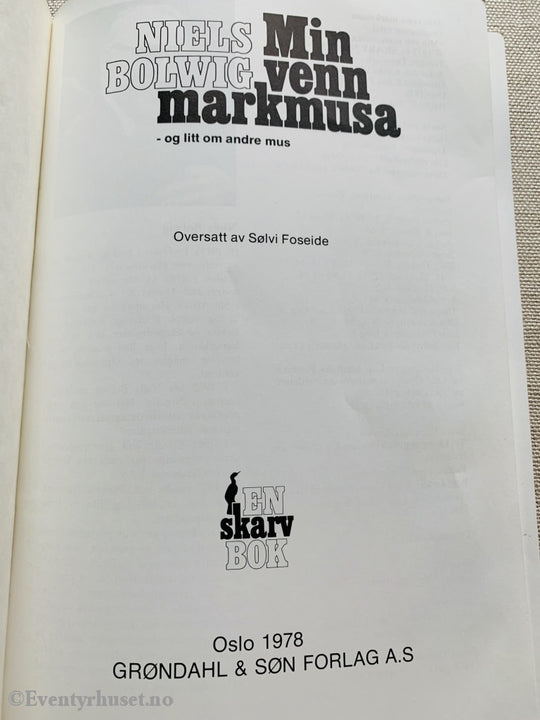 NIELS Min
BOLWIG venn
markmusa
- og litt om andre mus
Oversatt av Sølvi Foseide
EN
skarv
BOK
Oslo 1978
GRØNDAHL & SØN FORLAG A.S
©Eventyrhuset.no